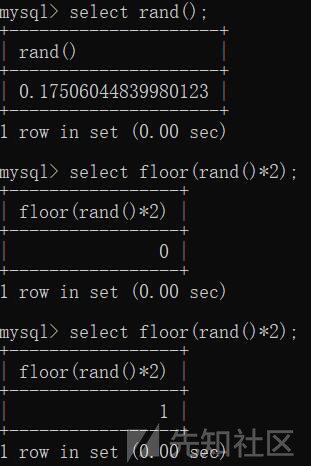 mysql> select rand();
+---------------------+
| rand()              |
+---------------------+
| 0.17506044839980123 |
+---------------------+
1 row in set (0.00 sec)
mysql> select floor(rand()*2);
+-----------------+
| floor(rand()*2) |
+-----------------+
|               0 |
+-----------------+
1 row in set (0.00 sec)
mysql> select floor(rand()*2);
+-----------------+
| floor(rand()*2) |
+-----------------+
|               1 |
+-----------------+
1 row in set (0.00 sec)
先知社区